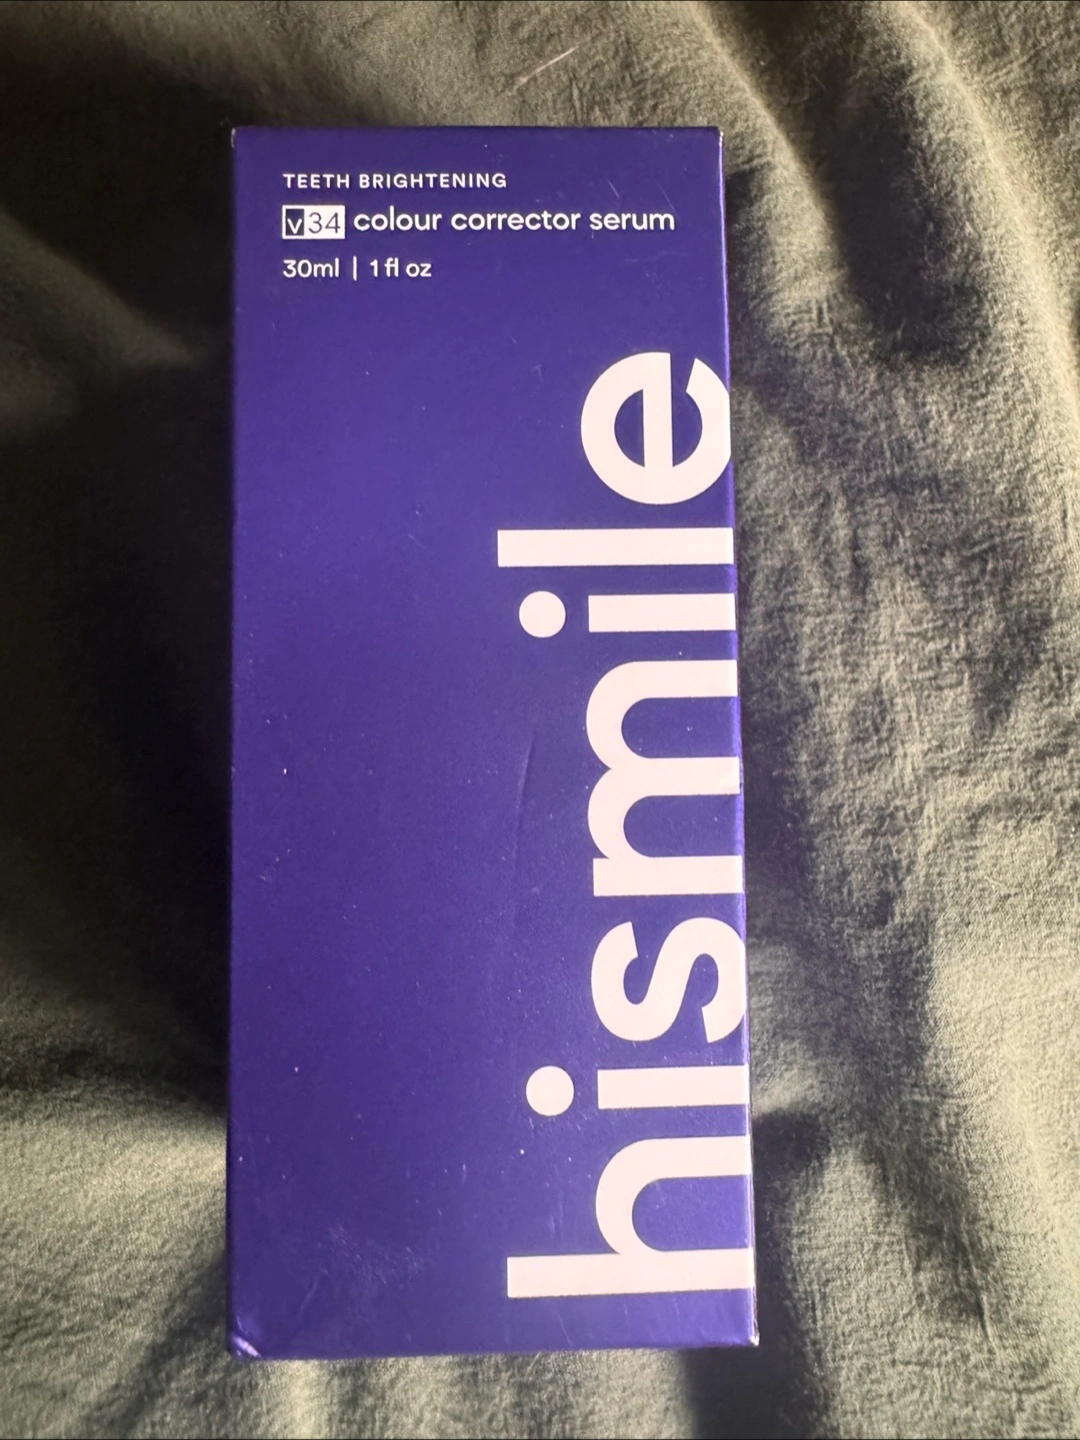 TEETH BRIGHTENING
v34 colour corrector serum
30ml | 1 fl oz
hismile